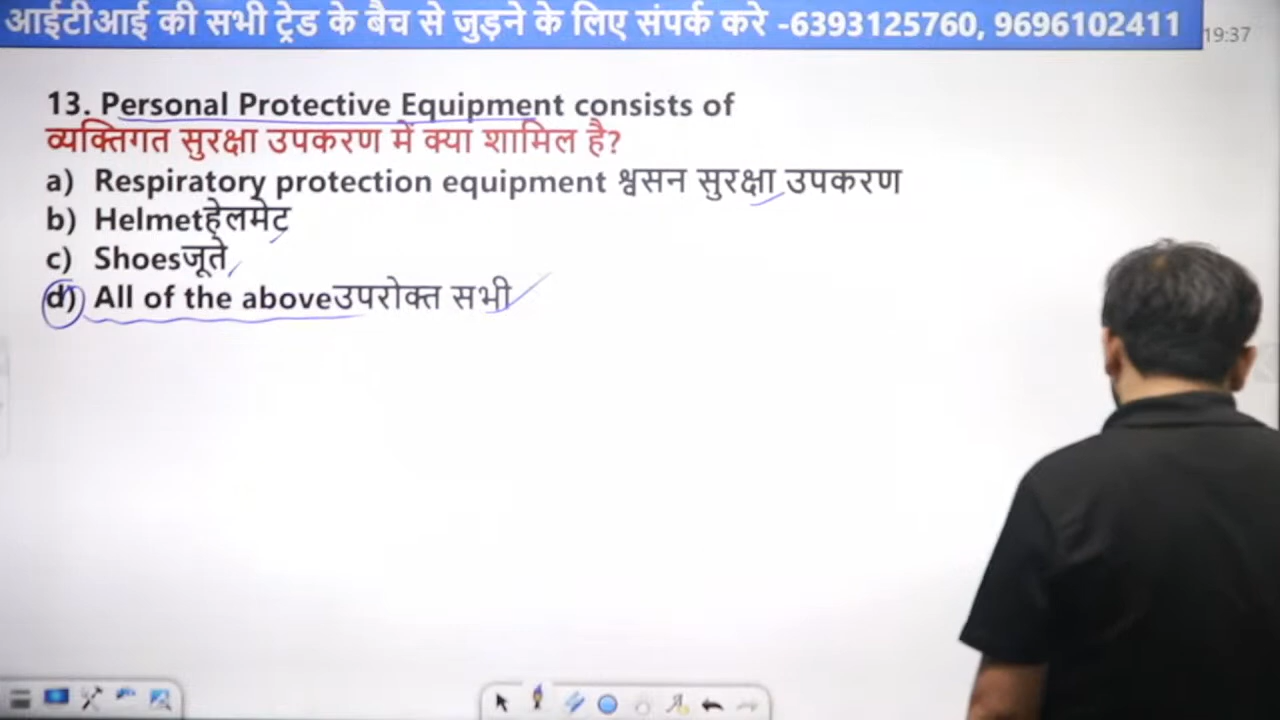 आईटीआई की सभी ट्रेड के बैच से जुड़ने के लिए संपर्क करे -6393125760, 9696102411
19:37
13. Personal Protective Equipment consists of
व्यक्तिगत सुरक्षा उपकरण में क्या शामिल है?
a) Respiratory protection equipment श्वसन सुरक्षा उपकरण
b) Helmetहेलमेट
c) Shoesजूते
d) All of the aboveउपरोक्त सभी